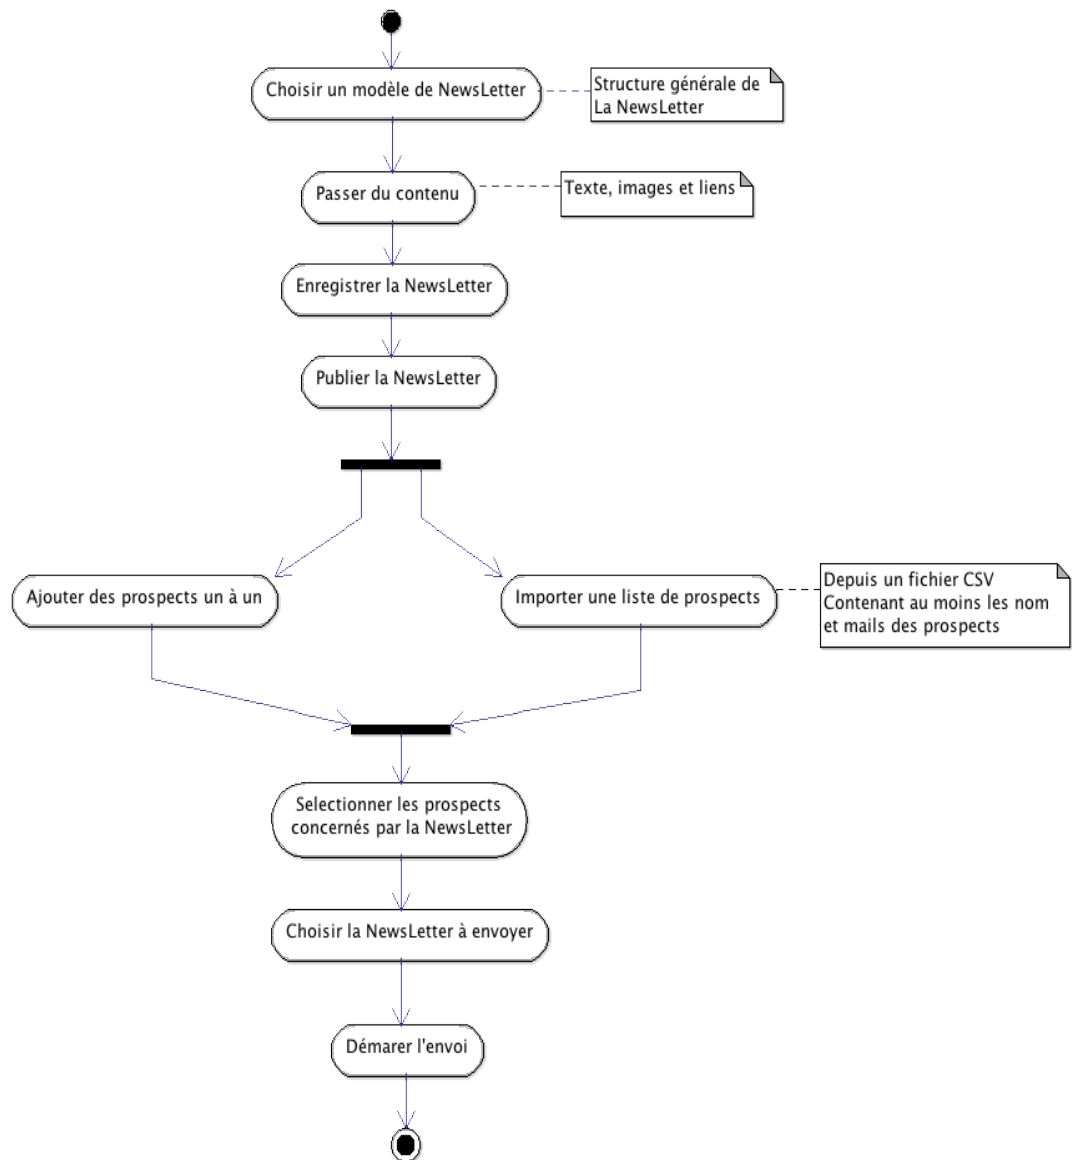 Choisir un modèle de NewsLetter
Structure générale de
La NewsLetter
Passer du contenu
Texte, images et liens
Enregistrer la NewsLetter
Publier la NewsLetter
Ajouter des prospects un à un
Importer une liste de prospects
Depuis un fichier CSV
Contenant au moins les nom
et mails des prospects
Selectionner les prospects
concernés par la NewsLetter
Choisir la NewsLetter à envoyer
Démarer l'envoi